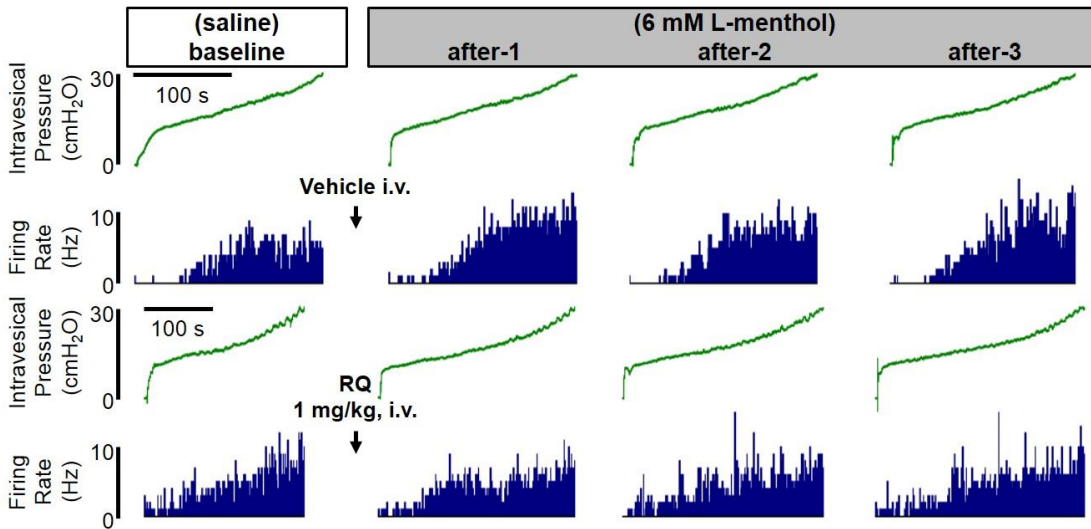 (saline)
baseline
(6 mM L-menthol)
after-1 after-2 after-3
Intravesical
Pressure
(cmH₂O)
30
0
100 s
Vehicle i.v.
Firing
Rate
(Hz)
10
0
Intravesical
Pressure
(cmH₂O)
30
0
100 s
RQ
1 mg/kg, i.v.
Firing
Rate
(Hz)
10
0